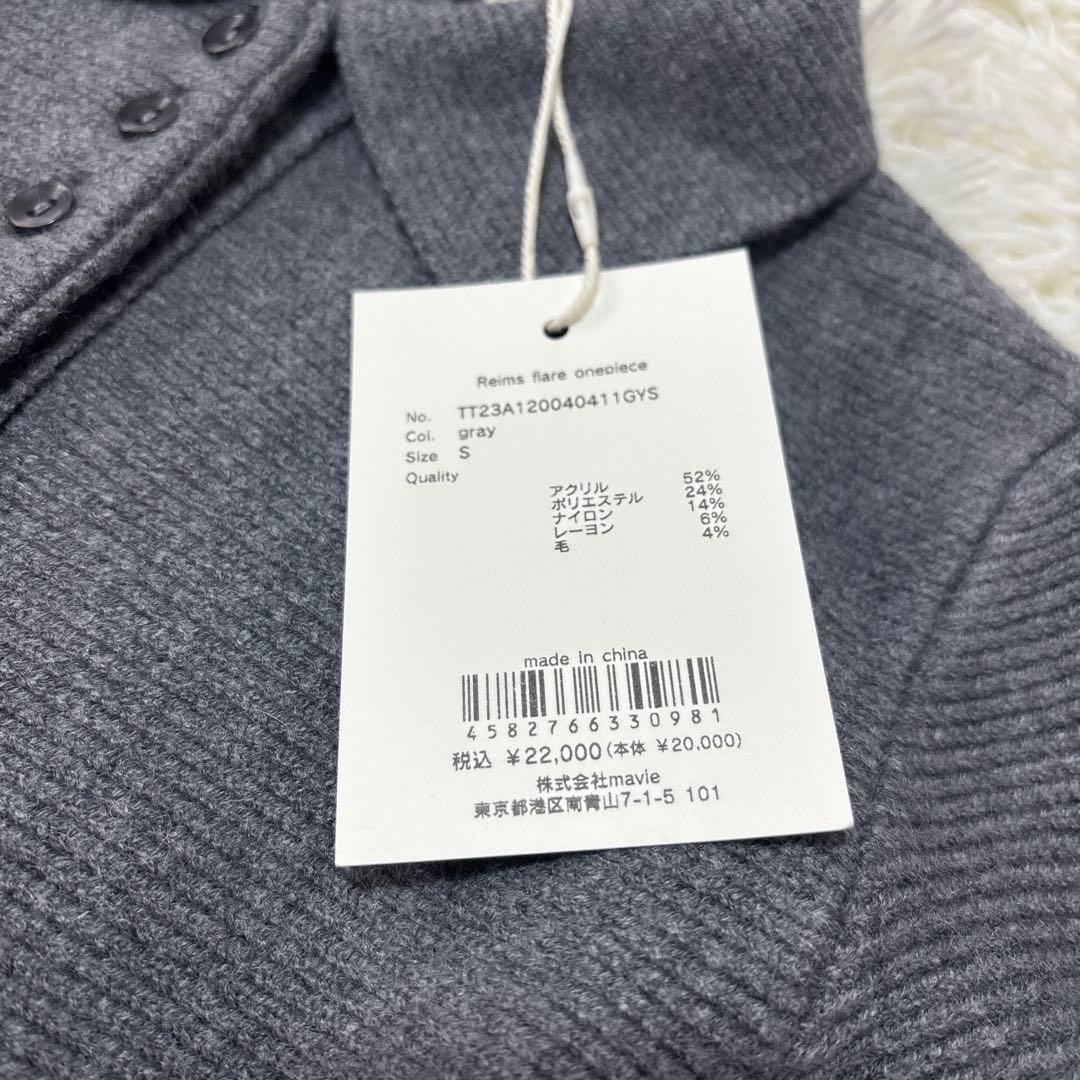 Reims flare onepiece
No. TT23A120040411GYS
Col. gray
Size S
Quality
アクリル 52%
ポリエステル 24%
ナイロン 14%
レーヨン 6%
毛 4%
made in china
4582766330981
税込 ¥22,000(本体 ¥20,000)
株式会社mavie
東京都港区南青山7-1-5 101